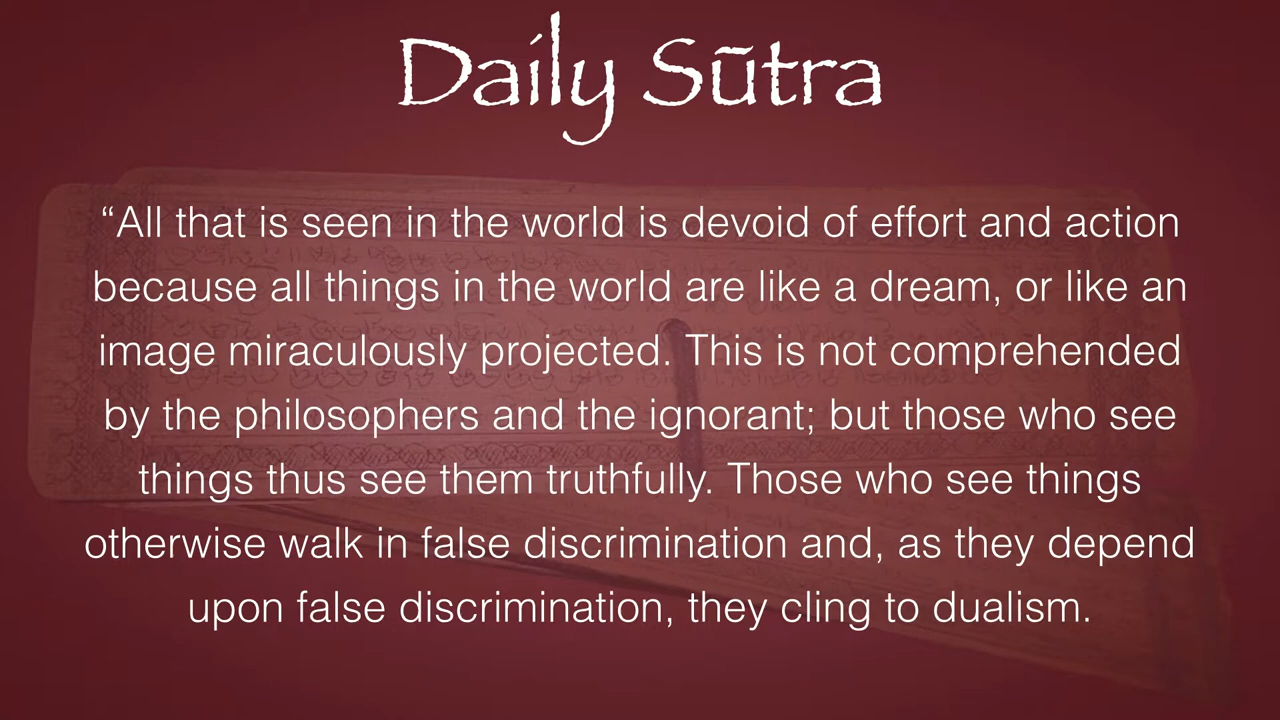 Daily Sūtra
“All that is seen in the world is devoid of effort and action
because all things in the world are like a dream, or like an
image miraculously projected. This is not comprehended
by the philosophers and the ignorant; but those who see
things thus see them truthfully. Those who see things
otherwise walk in false discrimination and, as they depend
upon false discrimination, they cling to dualism.